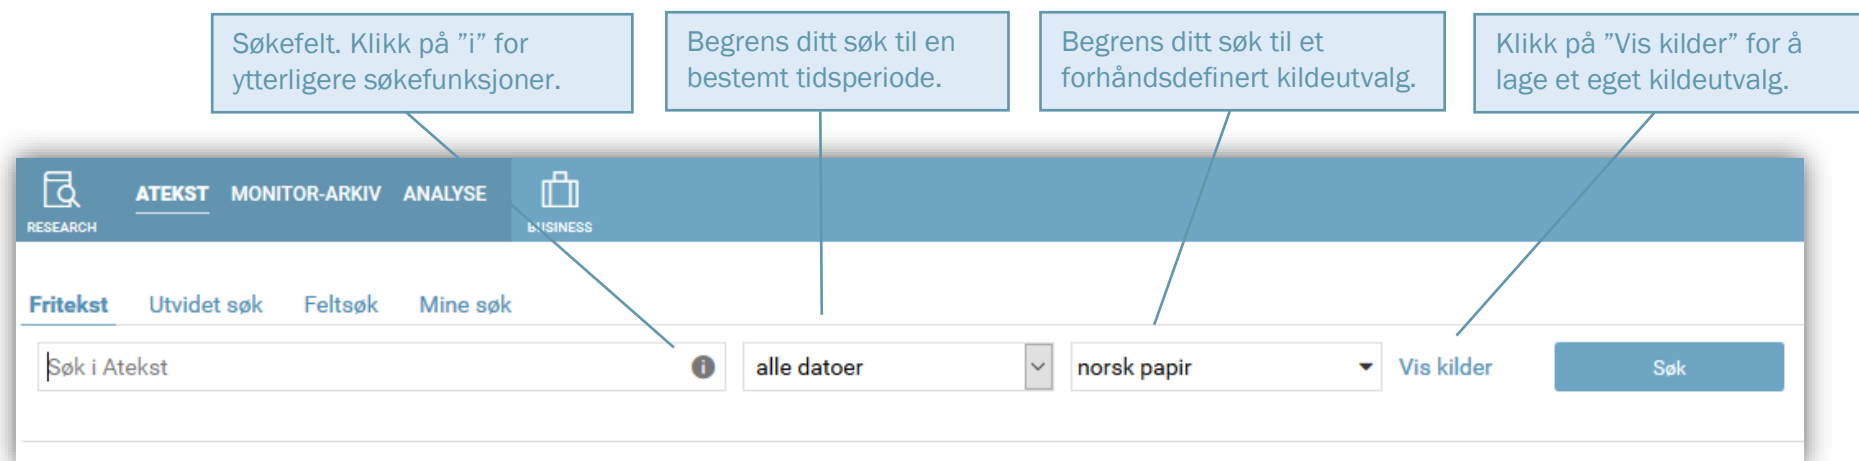 Søkefelt. Klikk på ”i” for
ytterligere søkefunksjoner.
Begrens ditt søk til en
bestemt tidsperiode.
Begrens ditt søk til et
forhåndsdefinert kildeutvalg.
Klikk på ”Vis kilder” for å
lage et eget kildeutvalg.
RESEARCH
ATEKST MONITOR-ARKIV ANALYSE
BUSINESS
Fritekst Utvidet søk Feltsøk Mine søk
Søk i Atekst i alle datoer norsk papir Vis kilder Søk